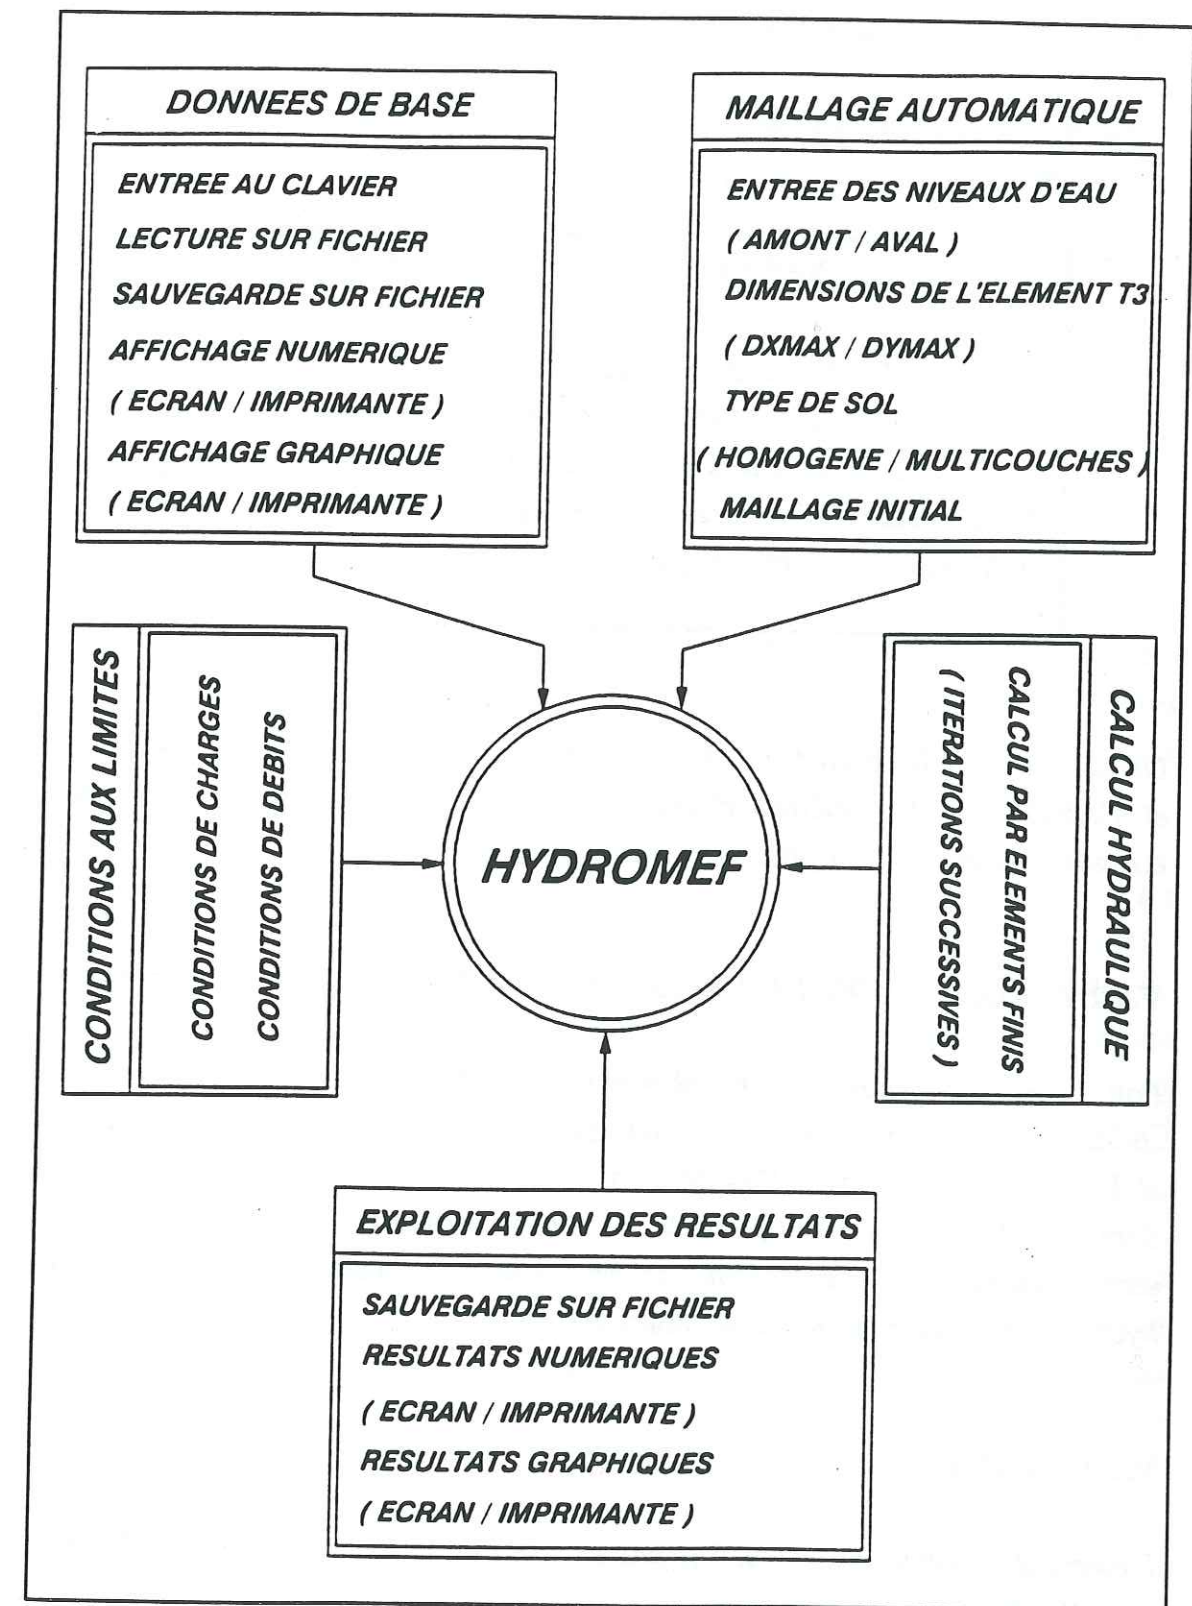 DONNEES DE BASE
ENTREE AU CLAVIER
LECTURE SUR FICHIER
SAUVEGARDE SUR FICHIER
AFFICHAGE NUMERIQUE
( ECRAN / IMPRIMANTE )
AFFICHAGE GRAPHIQUE
( ECRAN / IMPRIMANTE )
MAILLAGE AUTOMATIQUE
ENTREE DES NIVEAUX D'EAU
( AMONT / AVAL )
DIMENSIONS DE L'ELEMENT T3
( DXMAX / DYMAX )
TYPE DE SOL
( HOMOGENE / MULTICOUCHES )
MAILLAGE INITIAL
CONDITIONS AUX LIMITES
CONDITIONS DE CHARGES
CONDITIONS DE DEBITS
HYDROMEF
CALCUL HYDRAULIQUE
CALCUL PAR ELEMENTS FINIS
( ITERATIONS SUCCESSIVES )
EXPLOITATION DES RESULTATS
SAUVEGARDE SUR FICHIER
RESULTATS NUMERIQUES
( ECRAN / IMPRIMANTE )
RESULTATS GRAPHIQUES
( ECRAN / IMPRIMANTE )